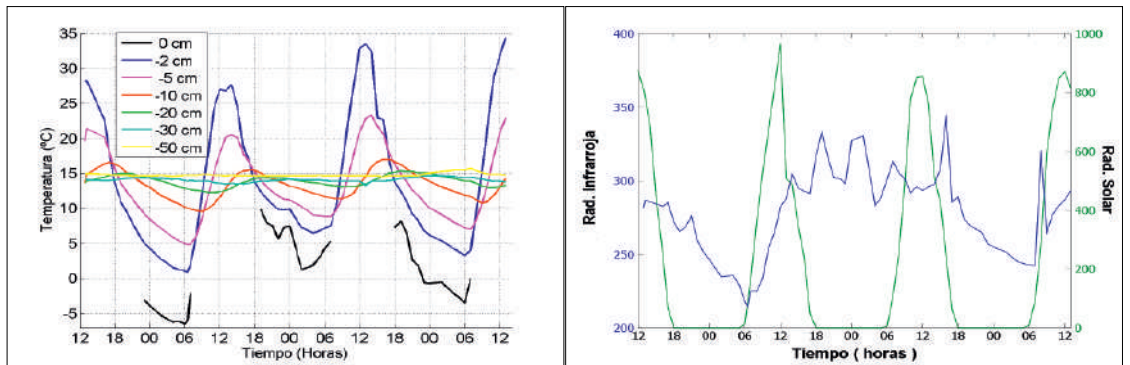 35
30
25
20
15
10
5
0
-5
Temperatura (ºC)
0 cm
-2 cm
-5 cm
-10 cm
-20 cm
-30 cm
-50 cm
12 18 00 06 12 18 00 06 12 18 00 06 12
Tiempo (Horas)
400
350
300
250
200
Rad. infrarroja
1000
800
600
400
200
0
Rad. Solar
12 18 00 06 12 18 00 06 12 18 00 06 12
Tiempo ( horas )